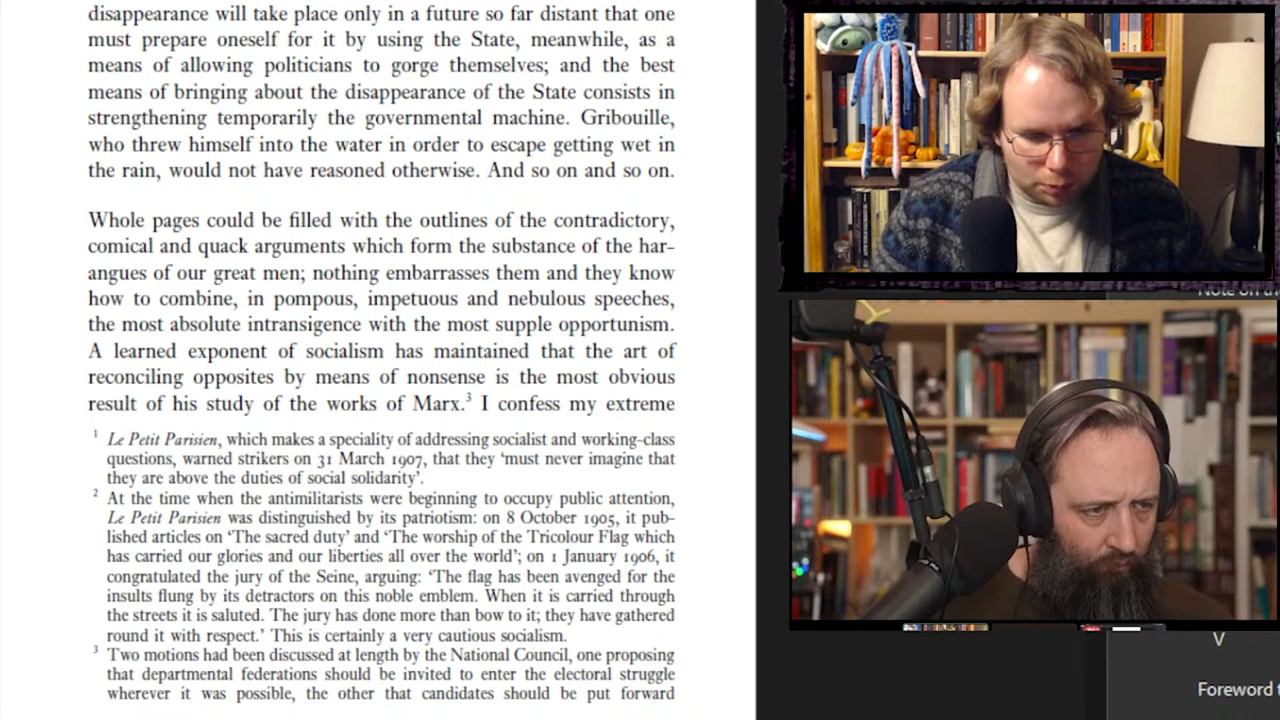 disappearance will take place only in a future so far distant that one
must prepare oneself for it by using the State, meanwhile, as a
means of allowing politicians to gorge themselves; and the best
means of bringing about the disappearance of the State consists in
strengthening temporarily the governmental machine. Gribouille,
who threw himself into the water in order to escape getting wet in
the rain, would not have reasoned otherwise. And so on and so on.
Whole pages could be filled with the outlines of the contradictory,
comical and quack arguments which form the substance of the har-
angues of our great men; nothing embarrasses them and they know
how to combine, in pompous, impetuous and nebulous speeches,
the most absolute intransigence with the most supple opportunism.
A learned exponent of socialism has maintained that the art of
reconciling opposites by means of nonsense is the most obvious
result of his study of the works of Marx.³ I confess my extreme
¹ Le Petit Parisien, which makes a speciality of addressing socialist and working-class
questions, warned strikers on 31 March 1907, that they ‘must never imagine that
they are above the duties of social solidarity’.
² At the time when the antimilitarists were beginning to occupy public attention,
Le Petit Parisien was distinguished by its patriotism: on 8 October 1905, it pub-
lished articles on ‘The sacred duty’ and ‘The worship of the Tricolour Flag which
has carried our glories and our liberties all over the world’; on 1 January 1906, it
congratulated the jury of the Seine, arguing: ‘The flag has been avenged for the
insults flung by its detractors on this noble emblem. When it is carried through
the streets it is saluted. The jury has done more than bow to it; they have gathered
round it with respect.’ This is certainly a very cautious socialism.
³ Two motions had been discussed at length by the National Council, one proposing
that departmental federations should be invited to enter the electoral struggle
wherever it was possible, the other that candidates should be put forward
Note on
Foreword